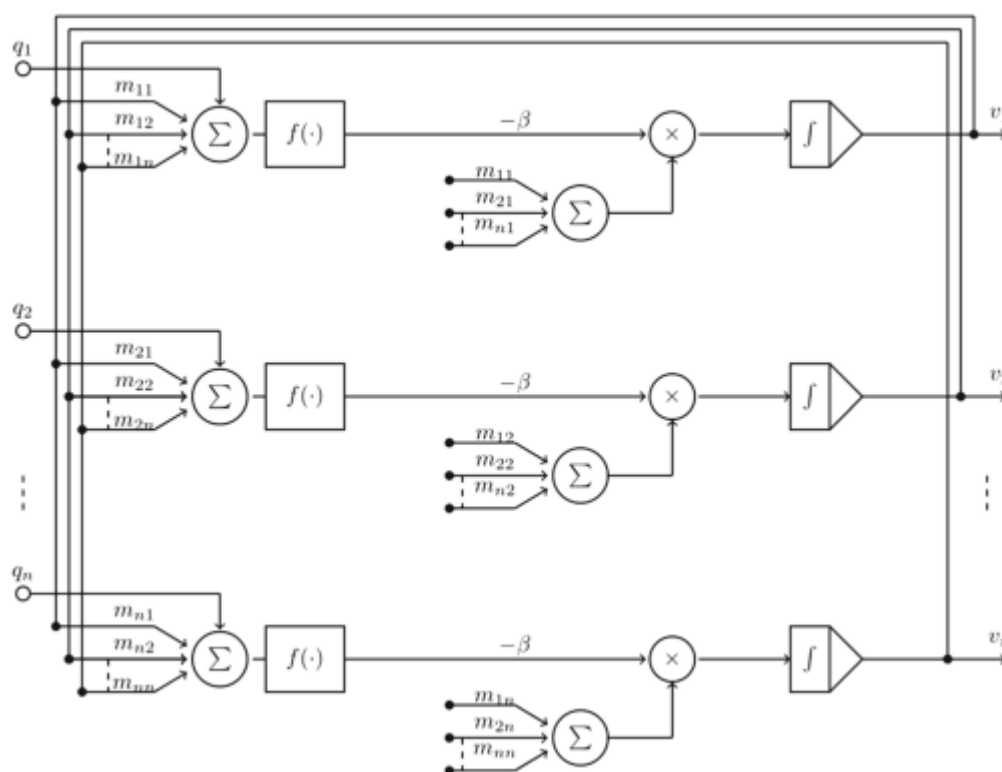 q₁
m₁₁
m₁₂
m₁ₙ
∑
f(·)
−β
×
∫
v
m₁₁
m₂₁
mₙ₁
∑
q₂
m₂₁
m₂₂
m₂ₙ
∑
f(·)
−β
×
∫
m₁₂
m₂₂
mₙ₂
∑
qₙ
mₙ₁
mₙ₂
mₙₙ
∑
f(·)
−β
×
∫
m₁ₙ
m₂ₙ
mₙₙ
∑